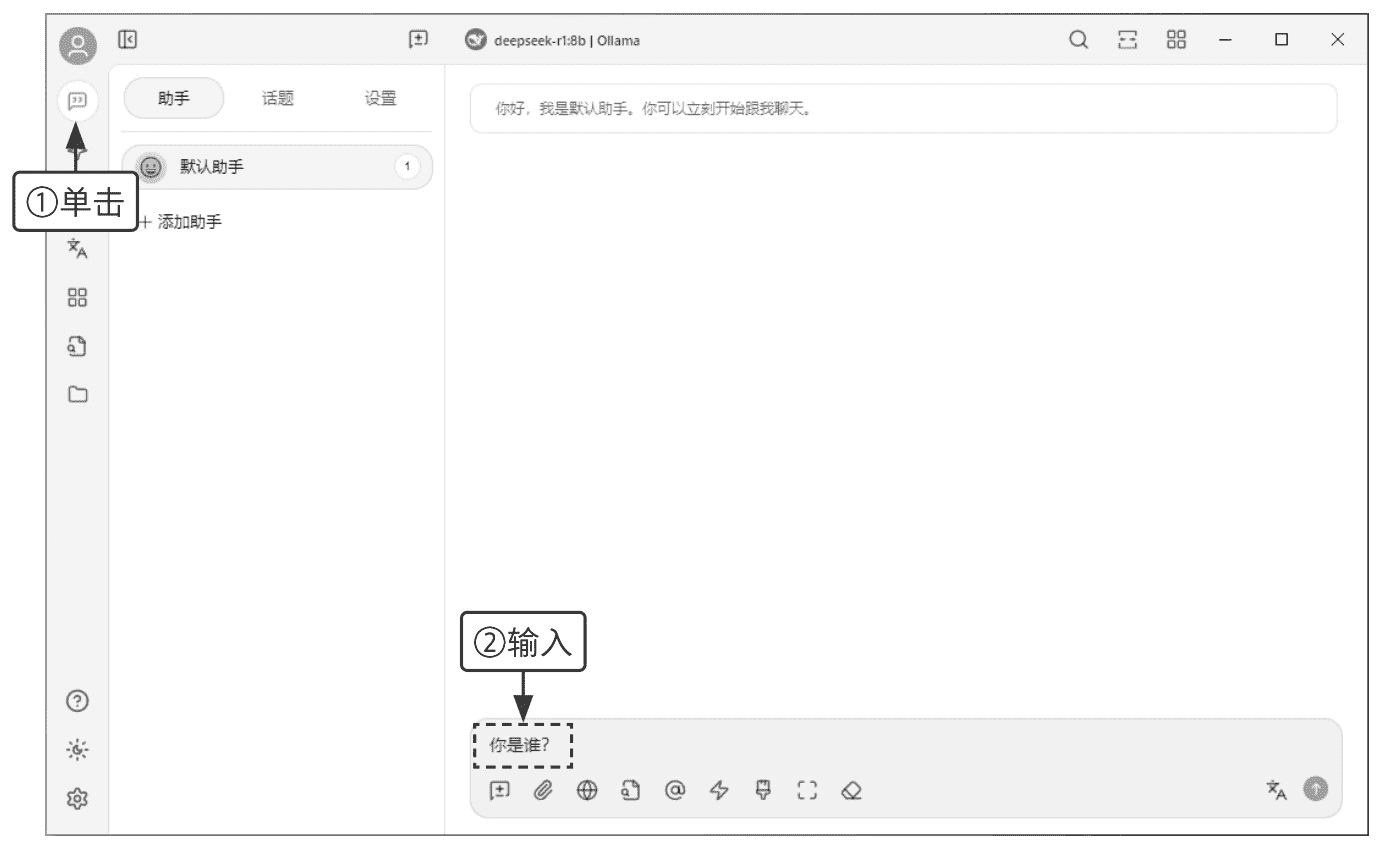 deepseek-r1:8b | Ollama
助手
话题
设置
你好，我是默认助手。你可以立刻开始跟我聊天。
默认助手
1
①单击
+ 添加助手
②输入
你是谁？